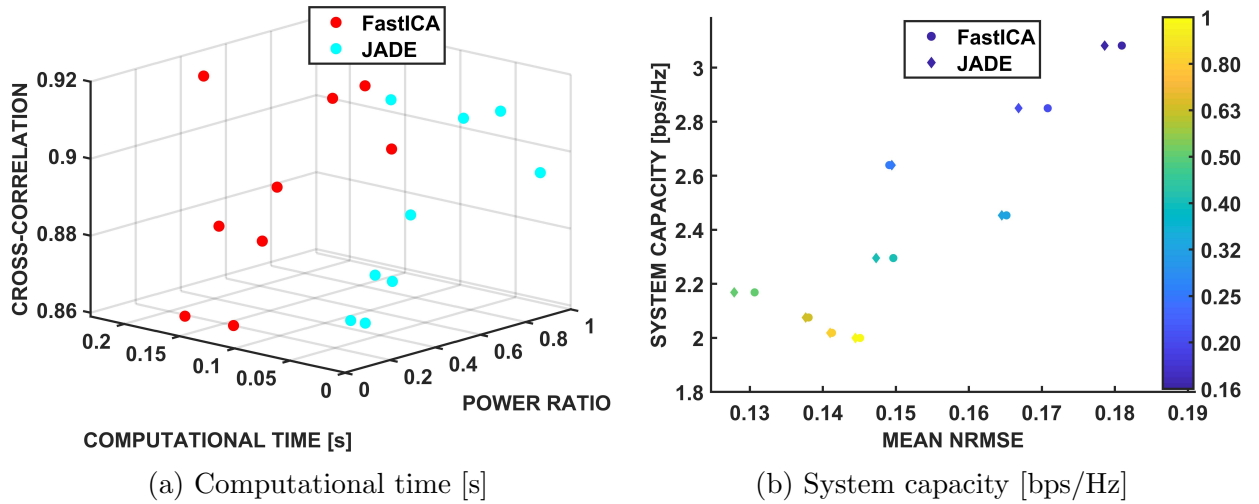 FastICA
JADE
CROSS-CORRELATION
0.92
0.9
0.88
0.86
0.2
0.15
0.1
0.05
0
COMPUTATIONAL TIME [s]
0
0.2
0.4
0.6
0.8
1
POWER RATIO
(a) Computational time [s]
FastICA
JADE
SYSTEM CAPACITY [bps/Hz]
3
2.8
2.6
2.4
2.2
2
1.8
0.13 0.14 0.15 0.16 0.17 0.18 0.19
MEAN NRMSE
1
0.80
0.63
0.50
0.40
0.32
0.25
0.20
0.16
(b) System capacity [bps/Hz]